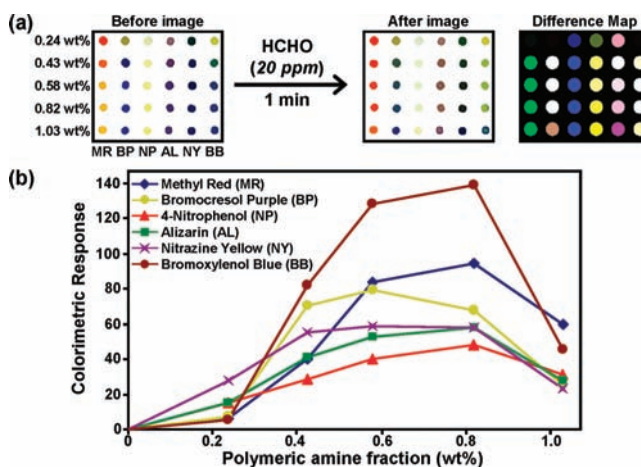 (a) Before image After image Difference Map
0.24 wt%
0.43 wt%
0.58 wt%
0.82 wt%
1.03 wt%
HCHO
(20 ppm)
1 min
MR BP NP AL NY BB
(b)
Methyl Red (MR)
Bromocresol Purple (BP)
4-Nitrophenol (NP)
Alizarin (AL)
Nitrazine Yellow (NY)
Bromoxylenol Blue (BB)
Colorimetric Response
140
120
100
80
60
40
20
0
0 0.2 0.4 0.6 0.8 1.0
Polymeric amine fraction (wt%)